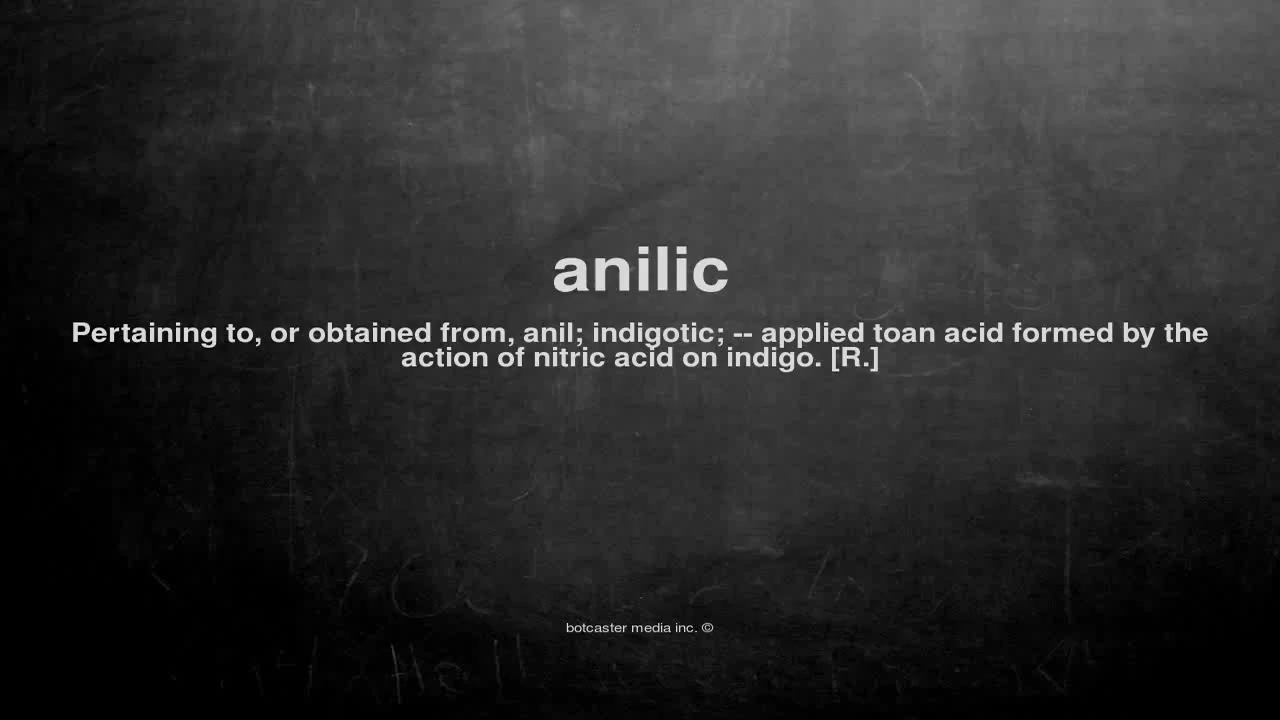 anilic
Pertaining to, or obtained from, anil; indigotic; -- applied toan acid formed by the
action of nitric acid on indigo. [R.]
botcaster media inc. ©